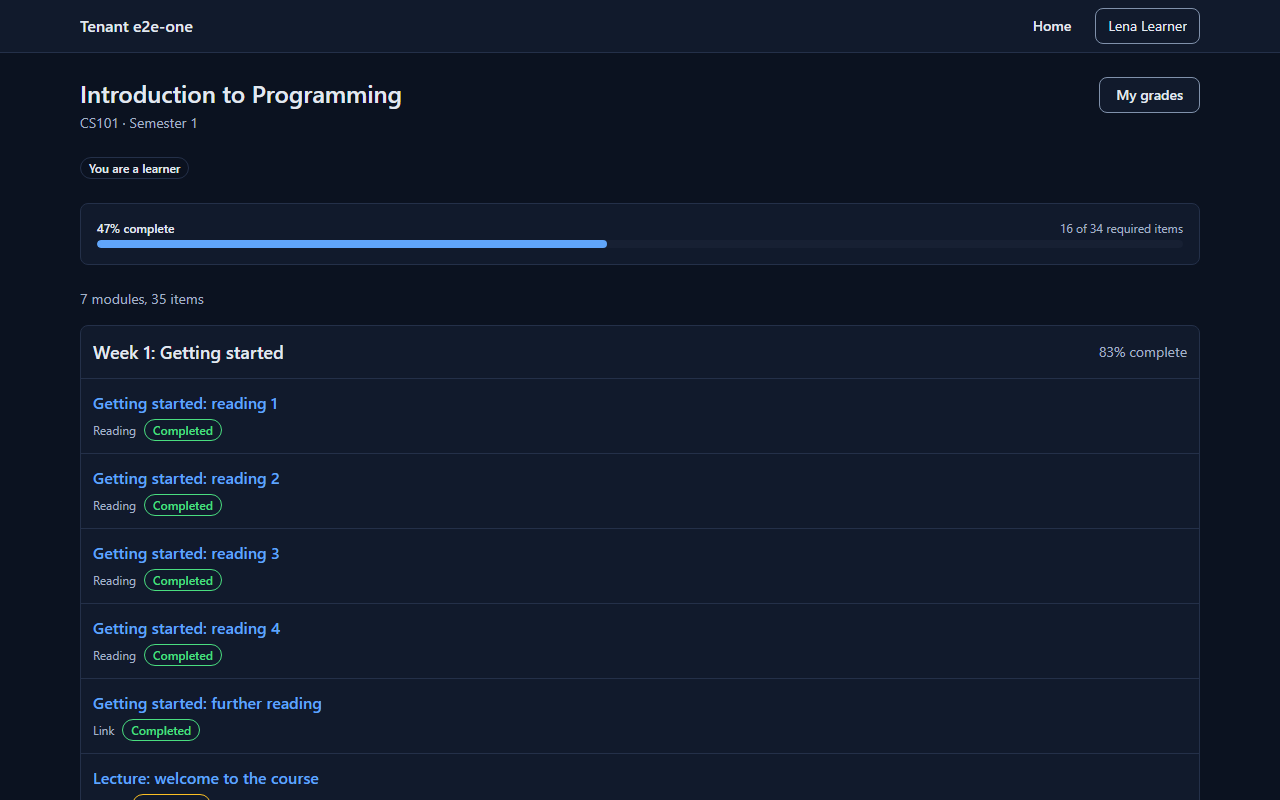 Tenant e2e-one
Home
Lena Learner
Introduction to Programming
My grades
CS101 · Semester 1
You are a learner
47% complete
16 of 34 required items
7 modules, 35 items
Week 1: Getting started
83% complete
Getting started: reading 1
Reading Completed
Getting started: reading 2
Reading Completed
Getting started: reading 3
Reading Completed
Getting started: reading 4
Reading Completed
Getting started: further reading
Link Completed
Lecture: welcome to the course